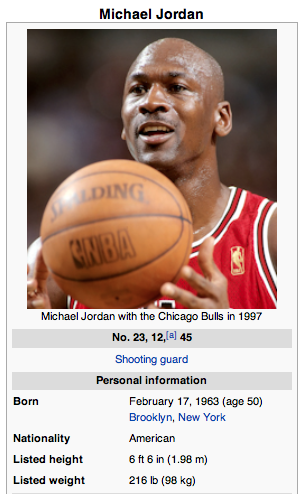 Michael Jordan
SPALDING
NBA
Michael Jordan with the Chicago Bulls in 1997
No. 23, 12,[a] 45
Shooting guard
Personal information
Born February 17, 1963 (age 50)
Brooklyn, New York
Nationality American
Listed height 6 ft 6 in (1.98 m)
Listed weight 216 lb (98 kg)